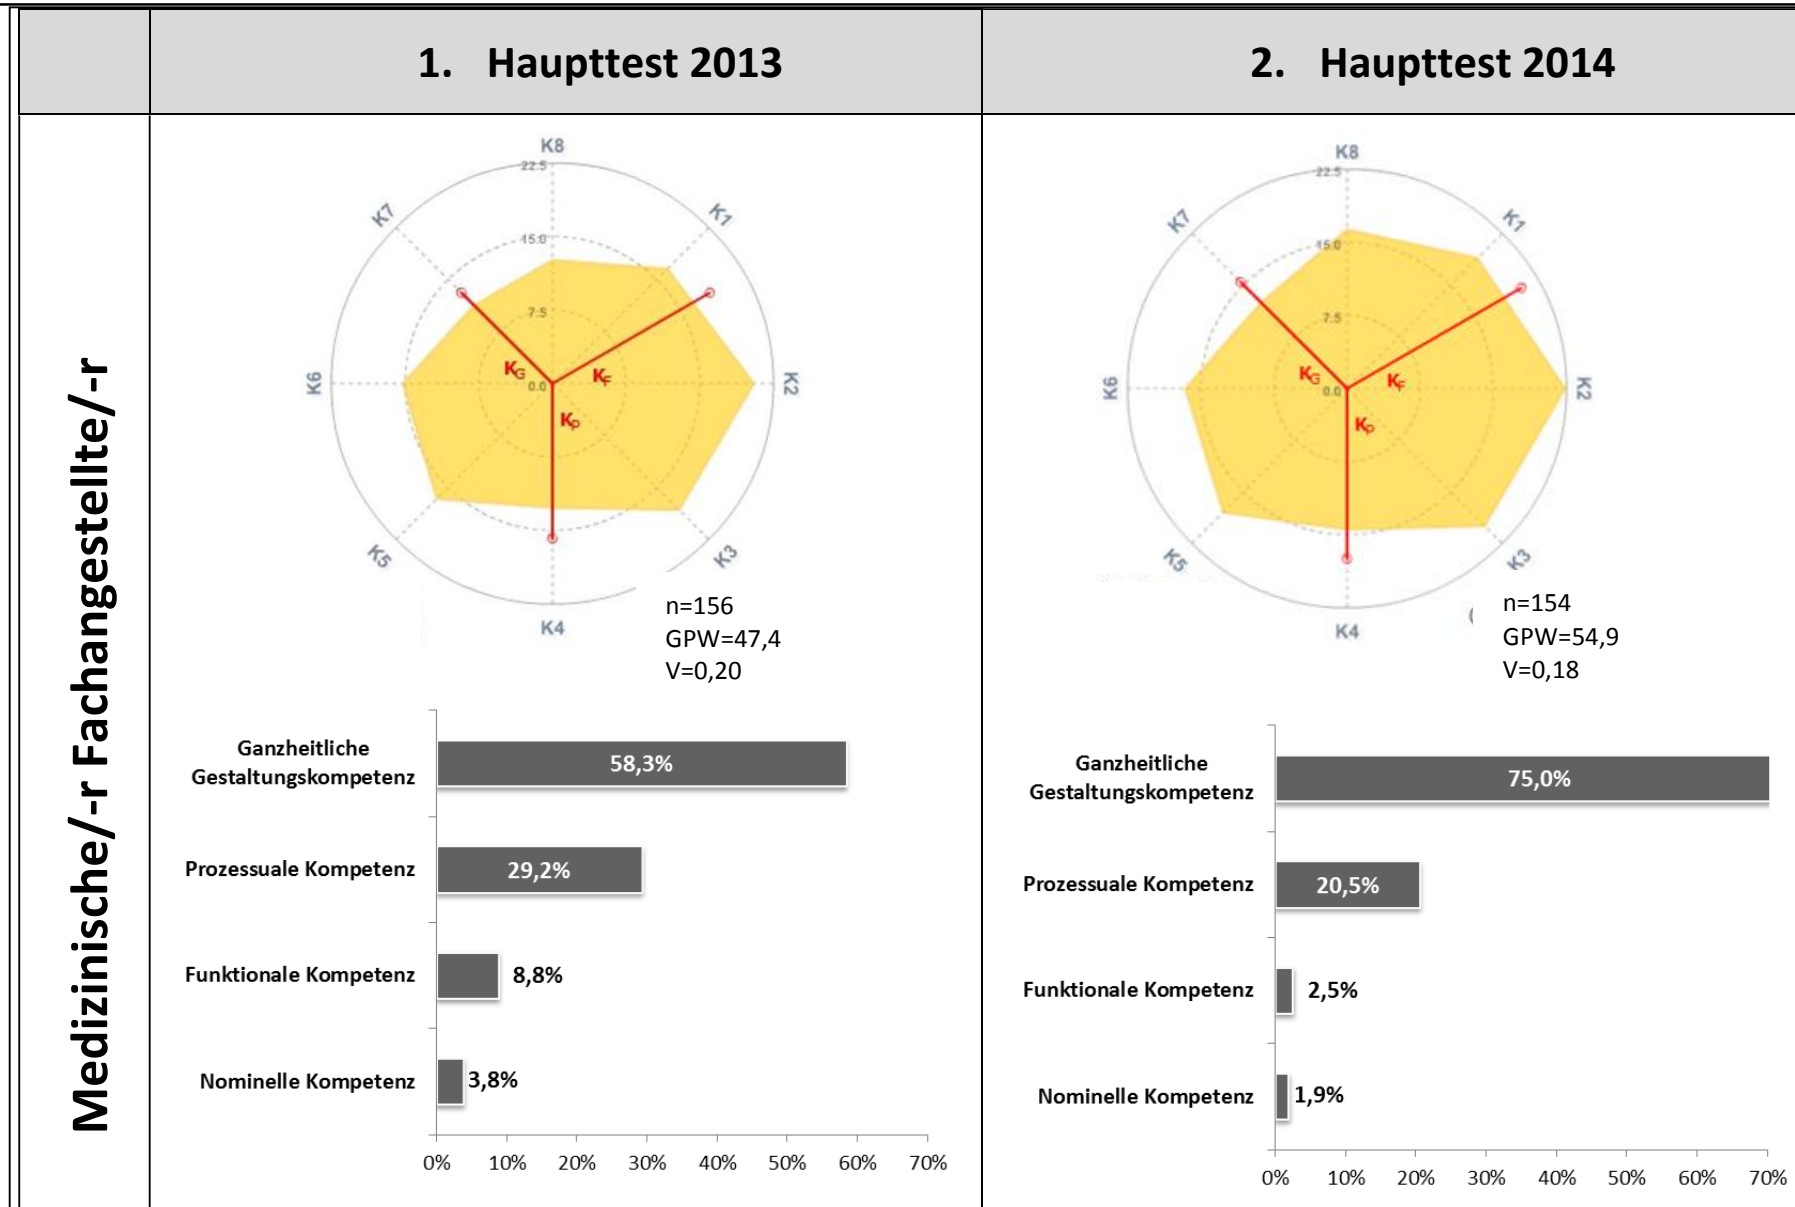 1. Haupttest 2013
2. Haupttest 2014
Medizinische/-r Fachangestellte/-r
K8
22.5
K7
K1
15.0
7.5
KG
KF
K6
0.0
K2
KP
K5
K3
K4
n=156
GPW=47,4
V=0,20
Ganzheitliche
Gestaltungskompetenz
58,3%
Prozessuale Kompetenz
29,2%
Funktionale Kompetenz
8,8%
Nominelle Kompetenz
3,8%
0% 10% 20% 30% 40% 50% 60% 70%
K8
22.5
K7
K1
15.0
7.5
KG
KF
K6
0.0
K2
KP
K5
K3
K4
n=154
GPW=54,9
V=0,18
Ganzheitliche
Gestaltungskompetenz
75,0%
Prozessuale Kompetenz
20,5%
Funktionale Kompetenz
2,5%
Nominelle Kompetenz
1,9%
0% 10% 20% 30% 40% 50% 60% 70%